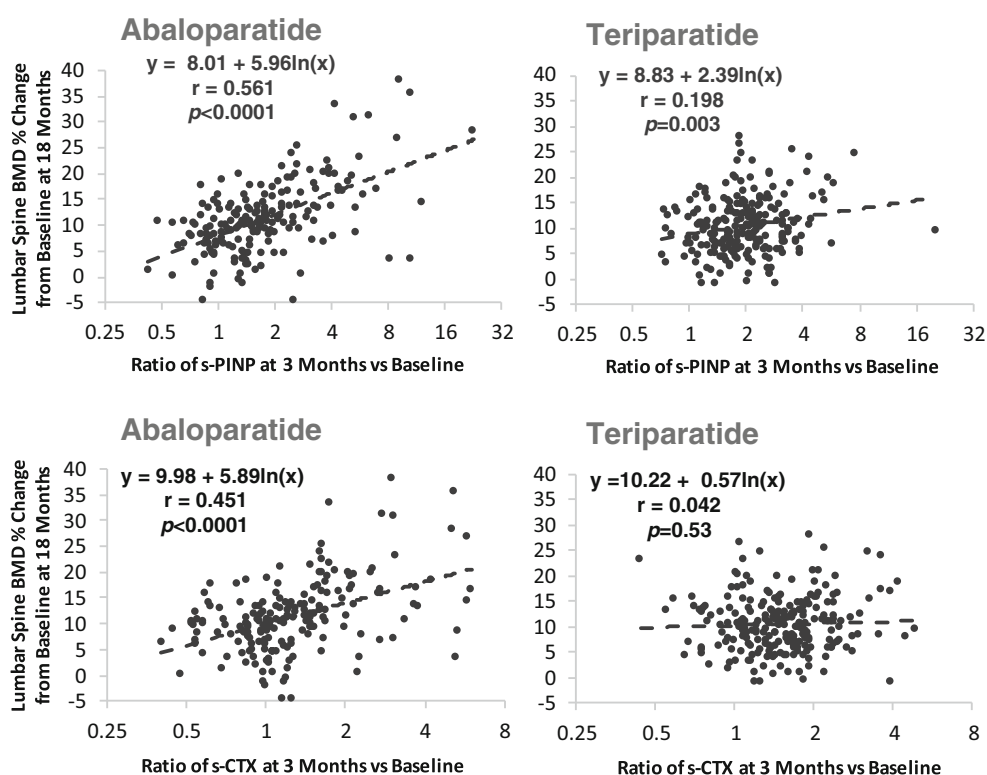 Abaloparatide
y = 8.01 + 5.96ln(x)
r = 0.561
p<0.0001
Lumbar Spine BMD % Change
from Baseline at 18 Months
40
35
30
25
20
15
10
5
0
-5
0.25 0.5 1 2 4 8 16 32
Ratio of s-PINP at 3 Months vs Baseline
Teriparatide
y = 8.83 + 2.39ln(x)
r = 0.198
p=0.003
40
35
30
25
20
15
10
5
0
-5
0.25 0.5 1 2 4 8 16 32
Ratio of s-PINP at 3 Months vs Baseline
Abaloparatide
y = 9.98 + 5.89ln(x)
r = 0.451
p<0.0001
Lumbar Spine BMD % Change
from Baseline at 18 Months
40
35
30
25
20
15
10
5
0
-5
0.25 0.5 1 2 4 8
Ratio of s-CTX at 3 Months vs Baseline
Teriparatide
y =10.22 + 0.57ln(x)
r = 0.042
p=0.53
40
35
30
25
20
15
10
5
0
-5
0.25 0.5 1 2 4 8
Ratio of s-CTX at 3 Months vs Baseline